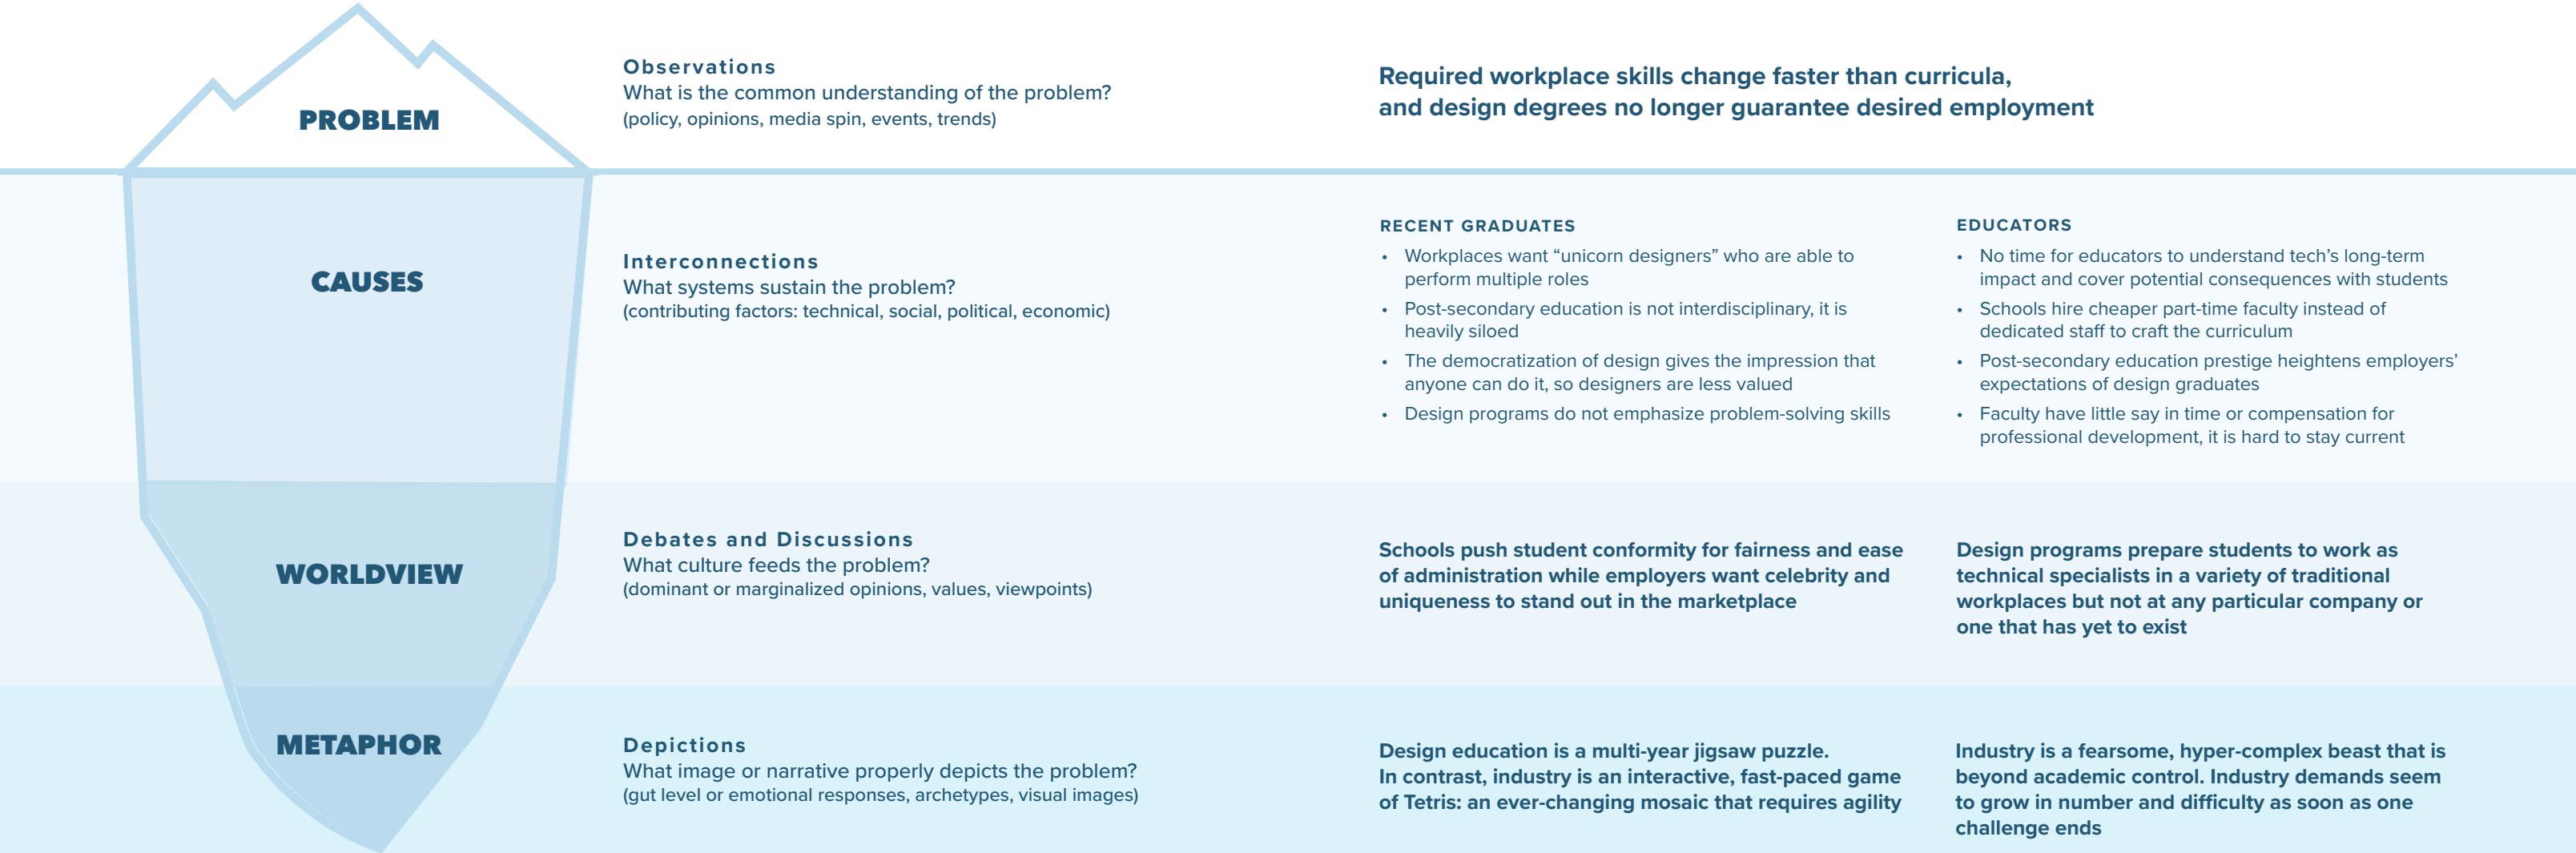 PROBLEM
Observations
What is the common understanding of the problem?
(policy, opinions, media spin, events, trends)
Required workplace skills change faster than curricula,
and design degrees no longer guarantee desired employment
CAUSES
Interconnections
What systems sustain the problem?
(contributing factors: technical, social, political, economic)
RECENT GRADUATES
• Workplaces want “unicorn designers” who are able to
perform multiple roles
• Post-secondary education is not interdisciplinary, it is
heavily siloed
• The democratization of design gives the impression that
anyone can do it, so designers are less valued
• Design programs do not emphasize problem-solving skills
EDUCATORS
• No time for educators to understand tech’s long-term
impact and cover potential consequences with students
• Schools hire cheaper part-time faculty instead of
dedicated staff to craft the curriculum
• Post-secondary education prestige heightens employers’
expectations of design graduates
• Faculty have little say in time or compensation for
professional development, it is hard to stay current
WORLDVIEW
Debates and Discussions
What culture feeds the problem?
(dominant or marginalized opinions, values, viewpoints)
Schools push student conformity for fairness and ease
of administration while employers want celebrity and
uniqueness to stand out in the marketplace
Design programs prepare students to work as
technical specialists in a variety of traditional
workplaces but not at any particular company or
one that has yet to exist
METAPHOR
Depictions
What image or narrative properly depicts the problem?
(gut level or emotional responses, archetypes, visual images)
Design education is a multi-year jigsaw puzzle.
In contrast, industry is an interactive, fast-paced game
of Tetris: an ever-changing mosaic that requires agility
Industry is a fearsome, hyper-complex beast that is
beyond academic control. Industry demands seem
to grow in number and difficulty as soon as one
challenge ends